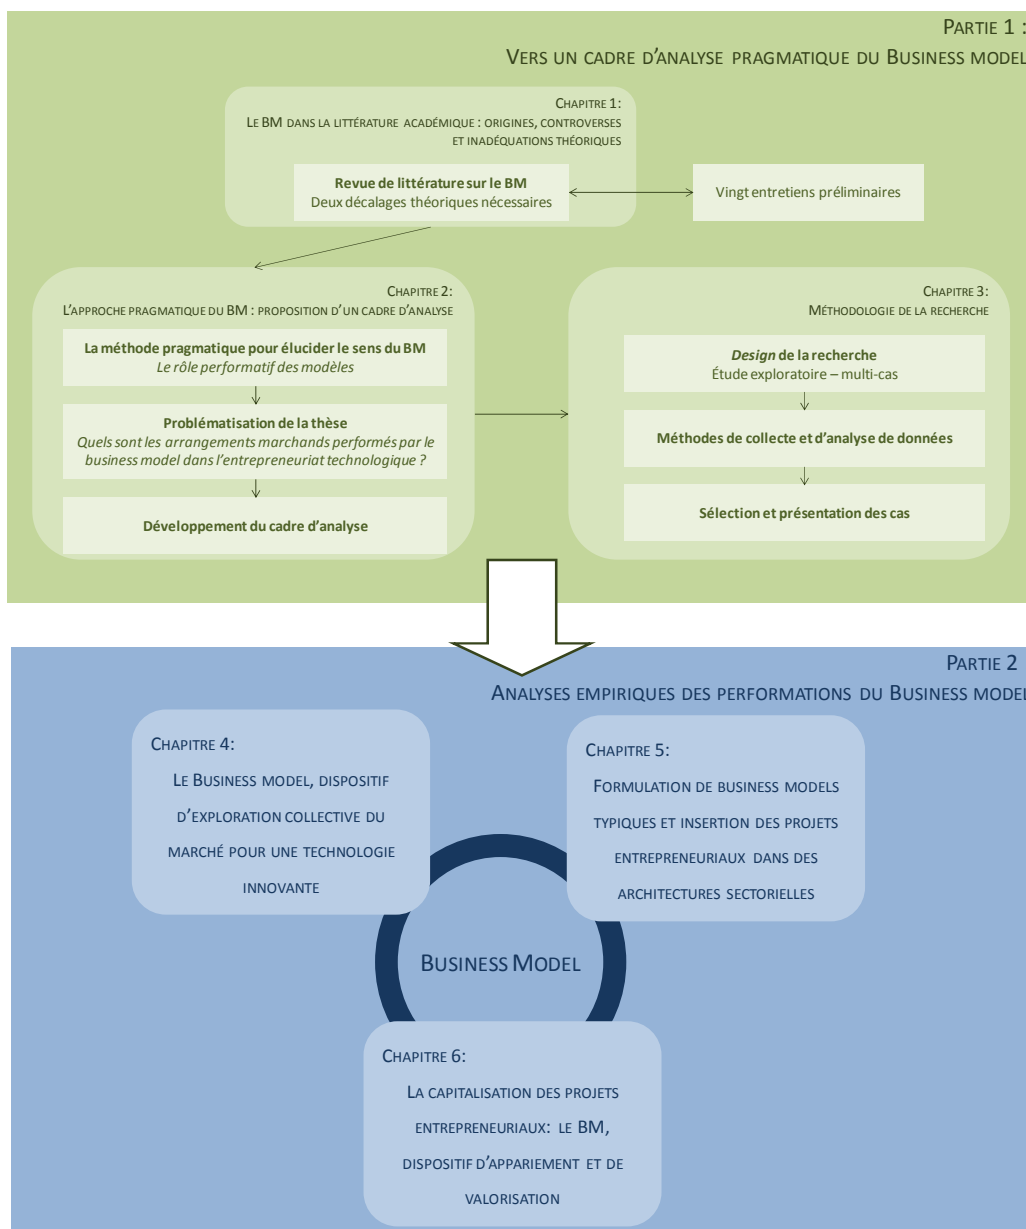 PARTIE 1 :
VERS UN CADRE D'ANALYSE PRAGMATIQUE DU BUSINESS MODEL
CHAPITRE 1:
LE BM DANS LA LITTÉRATURE ACADÉMIQUE : ORIGINES, CONTROVERSES
ET INADÉQUATIONS THÉORIQUES
Revue de littérature sur le BM
Deux décalages théoriques nécessaires
Vingt entretiens préliminaires
CHAPITRE 2:
L'APPROCHE PRAGMATIQUE DU BM : PROPOSITION D'UN CADRE D'ANALYSE
La méthode pragmatique pour élucider le sens du BM
Le rôle performatif des modèles
Problématisation de la thèse
Quels sont les arrangements marchands performés par le
business model dans l'entrepreneuriat technologique ?
Développement du cadre d'analyse
CHAPITRE 3:
MÉTHODOLOGIE DE LA RECHERCHE
Design de la recherche
Étude exploratoire – multi-cas
Méthodes de collecte et d'analyse de données
Sélection et présentation des cas
PARTIE 2
ANALYSES EMPIRIQUES DES PERFORMATIONS DU BUSINESS MODEL
CHAPITRE 4:
LE BUSINESS MODEL, DISPOSITIF
D'EXPLORATION COLLECTIVE DU
MARCHÉ POUR UNE TECHNOLOGIE
INNOVANTE
CHAPITRE 5:
FORMULATION DE BUSINESS MODELS
TYPIQUES ET INSERTION DES PROJETS
ENTREPRENEURIAUX DANS DES
ARCHITECTURES SECTORIELLES
BUSINESS MODEL
CHAPITRE 6:
LA CAPITALISATION DES PROJETS
ENTREPRENEURIAUX: LE BM,
DISPOSITIF D'APPARIEMENT ET DE
VALORISATION